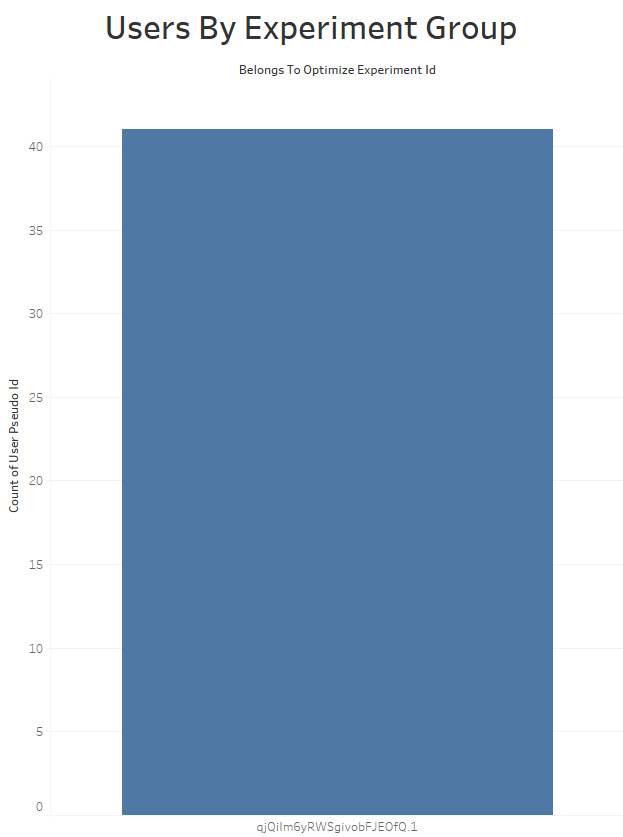 Users By Experiment Group
Belongs To Optimize Experiment Id
Count of User Pseudo Id
40
35
30
25
20
15
10
5
0
qjQiIm6yRWSgivobFJEOfQ.1